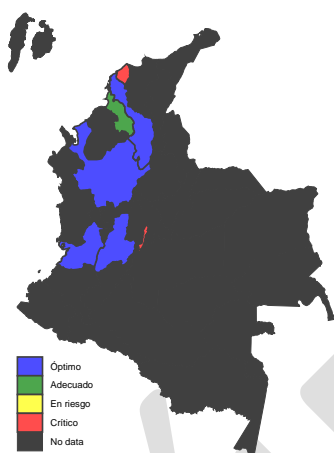 Óptimo
Adecuado
En riesgo
Crítico
No data